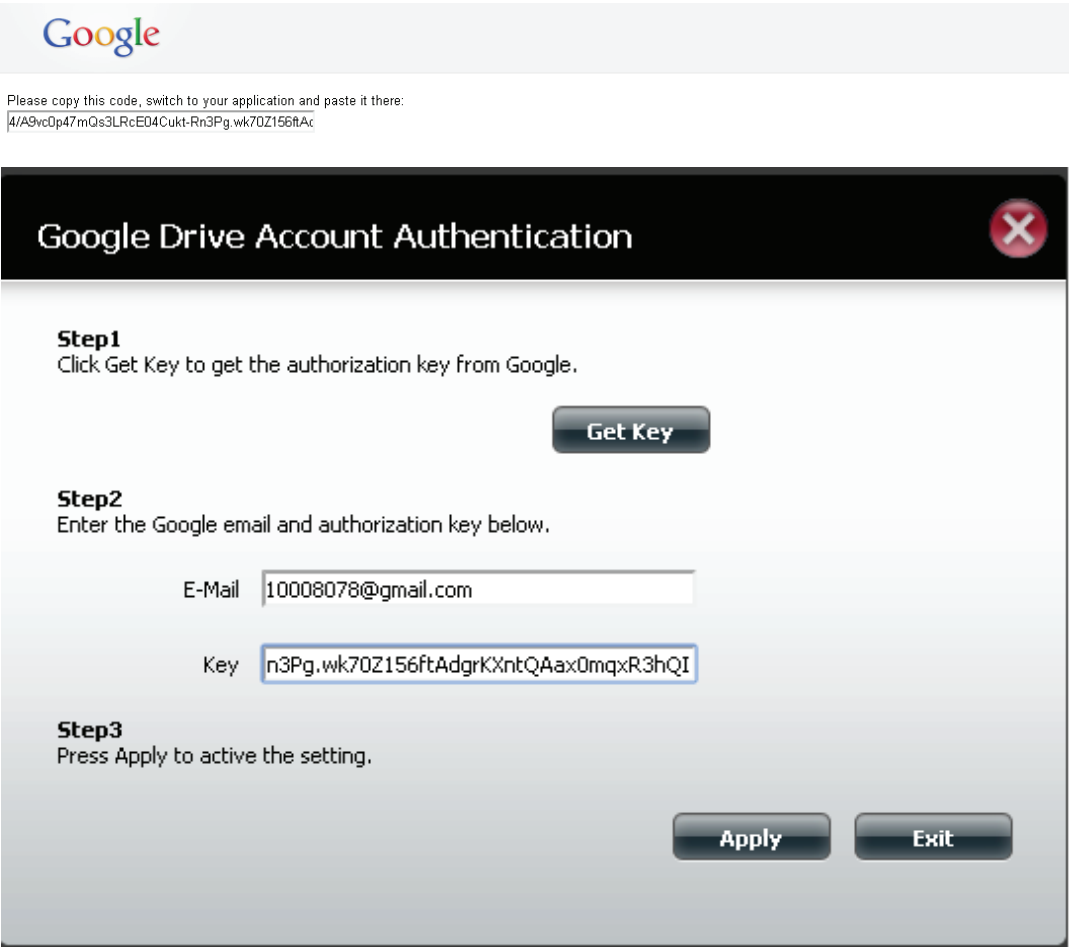 Google
Please copy this code, switch to your application and paste it there:
4/A9vc0p47mQs3LRcE04Cukt-Rn3Pg.wk70Z156ftAc
Google Drive Account Authentication
Step1
Click Get Key to get the authorization key from Google.
Get Key
Step2
Enter the Google email and authorization key below.
E-Mail 10008078@gmail.com
Key n3Pg.wk70Z156ftAdgrKXntQAax0mqxR3hQI
Step3
Press Apply to active the setting.
Apply Exit